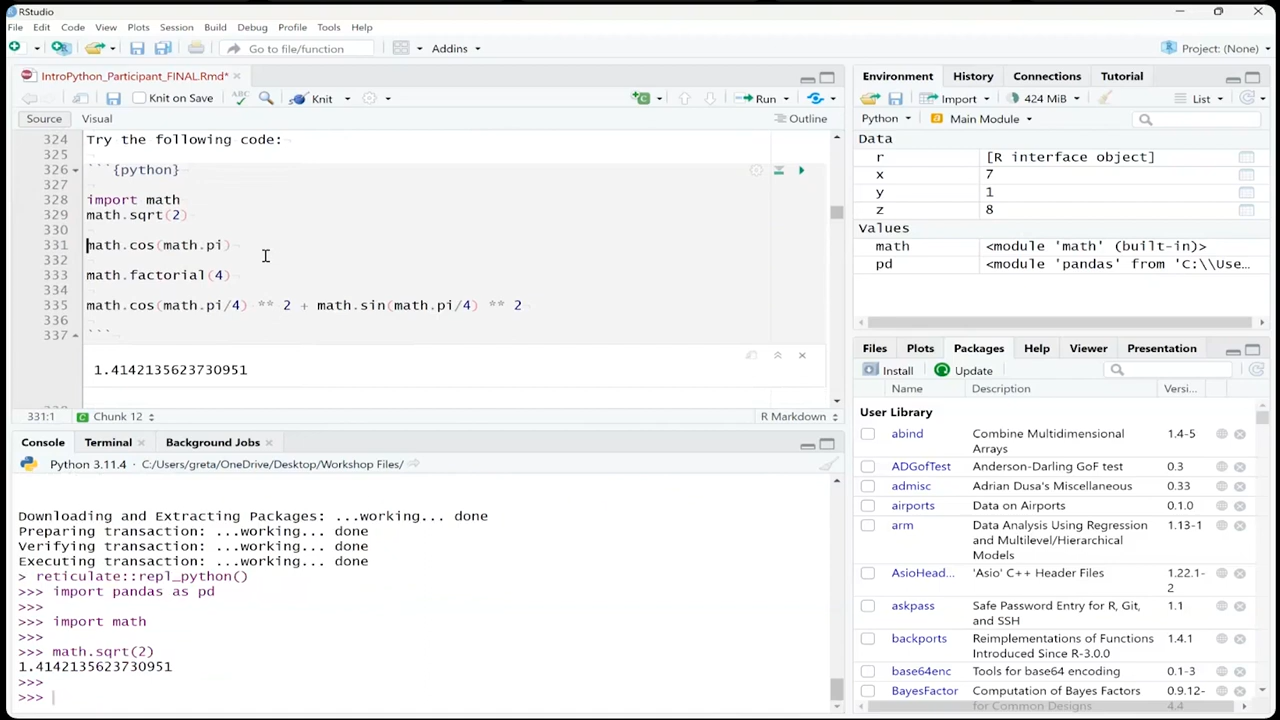 RStudio
File Edit Code View Plots Session Build Debug Profile Tools Help
Go to file/function Addins Project: (None)
IntroPython_Participant_FINAL.Rmd*
Knit on Save ABC Knit Run
Source Visual Outline
324 Try the following code:
325
326 ```{python}
327
328 import math
329 math.sqrt(2)
330
331 math.cos(math.pi)
332
333 math.factorial(4)
334
335 math.cos(math.pi/4) ** 2 + math.sin(math.pi/4) ** 2
336
337 ```
1.4142135623730951
331:1 Chunk 12 R Markdown
Console Terminal Background Jobs
Python 3.11.4 · C:/Users/greta/OneDrive/Desktop/Workshop Files/
Downloading and Extracting Packages: ...working... done
Preparing transaction: ...working... done
Verifying transaction: ...working... done
Executing transaction: ...working... done
> reticulate::repl_python()
>>> import pandas as pd
>>>
>>> import math
>>>
>>> math.sqrt(2)
1.4142135623730951
>>>
>>>
Environment History Connections Tutorial
Import 424 MiB List
Python Main Module
Data
r [R interface object]
x 7
y 1
z 8
Values
math <module 'math' (built-in)>
pd <module 'pandas' from 'C:\\Use…
Files Plots Packages Help Viewer Presentation
Install Update
Name Description Versi...
User Library
abind Combine Multidimensional 1.4-5
Arrays
ADGofTest Anderson-Darling GoF test 0.3
admisc Adrian Dusa's Miscellaneous 0.33
airports Data on Airports 0.1.0
arm Data Analysis Using Regression 1.13-1
and Multilevel/Hierarchical
Models
AsioHead... 'Asio' C++ Header Files 1.22.1-
2
askpass Password Entry for R, Git, 1.1
and SSH
backports Reimplementations of Functions 1.4.1
Introduced Since R-3.0.0
base64enc Tools for base64 encoding 0.1-3
BayesFactor Computation of Bayes Factors 0.9.12-
for Common Designs 4.4